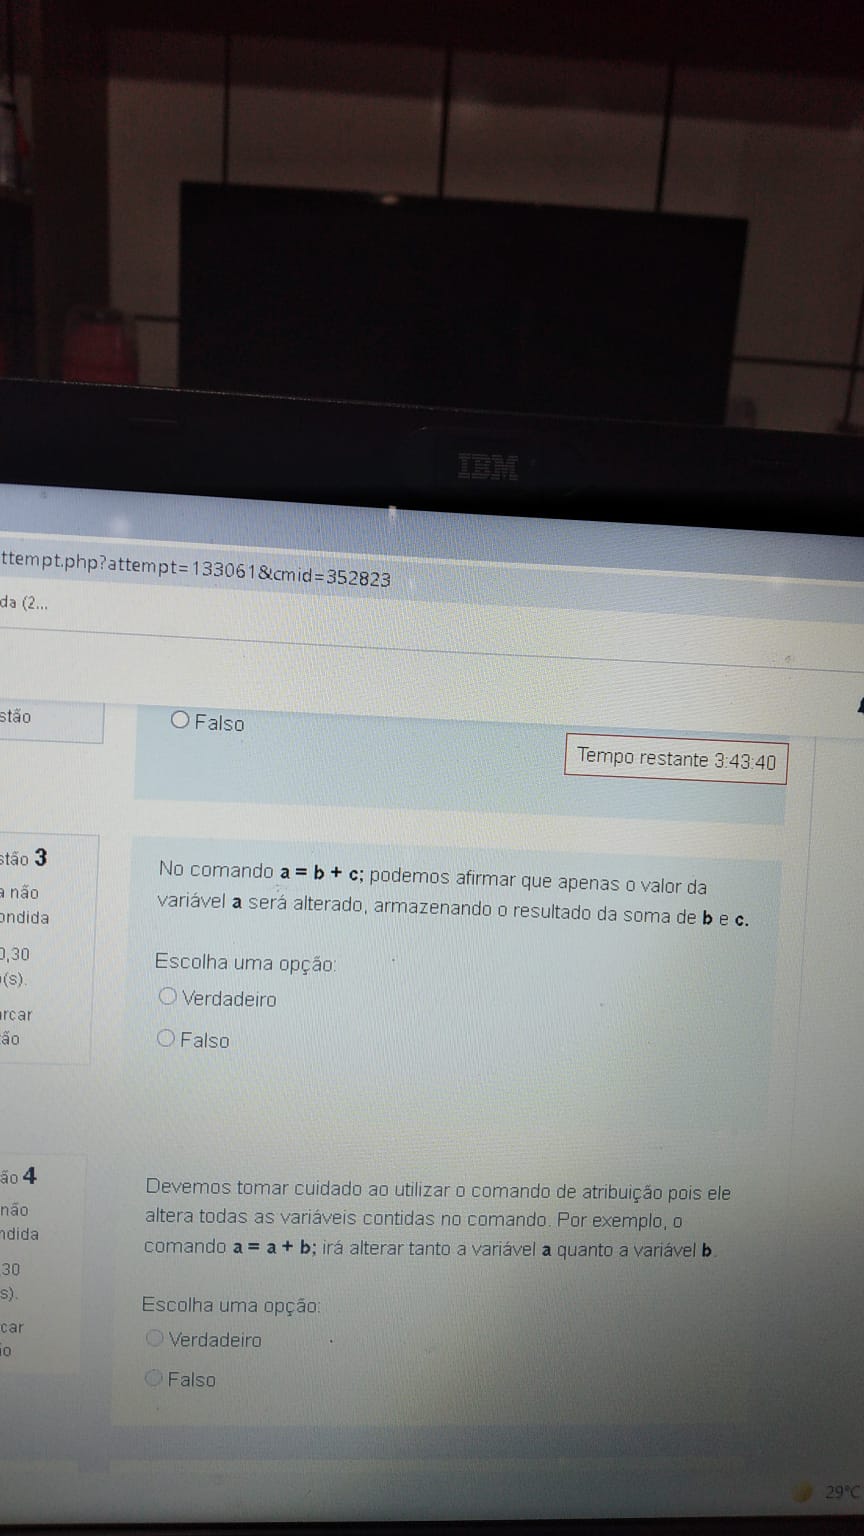 IBM
ttempt.php?attempt=133061&cmid=352823
da (2...
stão
Falso
Tempo restante 3:43:40
stão 3
a não
ondida
0,30
o(s).
arcar
ão
No comando a = b + c; podemos afirmar que apenas o valor da
variável a será alterado, armazenando o resultado da soma de b e c.
Escolha uma opção:
Verdadeiro
Falso
ão 4
não
ndida
30
s).
car
io
Devemos tomar cuidado ao utilizar o comando de atribuição pois ele
altera todas as variáveis contidas no comando. Por exemplo, o
comando a = a + b; irá alterar tanto a variável a quanto a variável b.
Escolha uma opção:
Verdadeiro
Falso
29°C